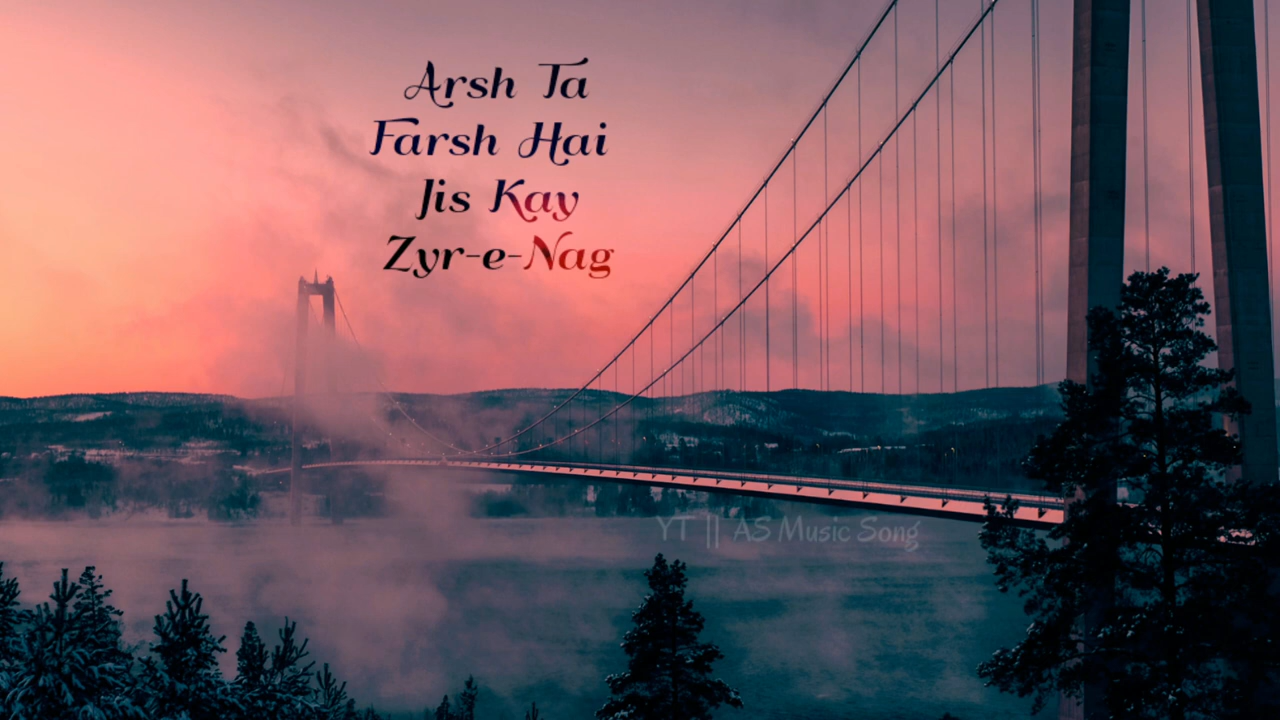 Arsh Ta
Farsh Hai
Jis Kay
Zyr-e-Nag
YT || AS Music Song